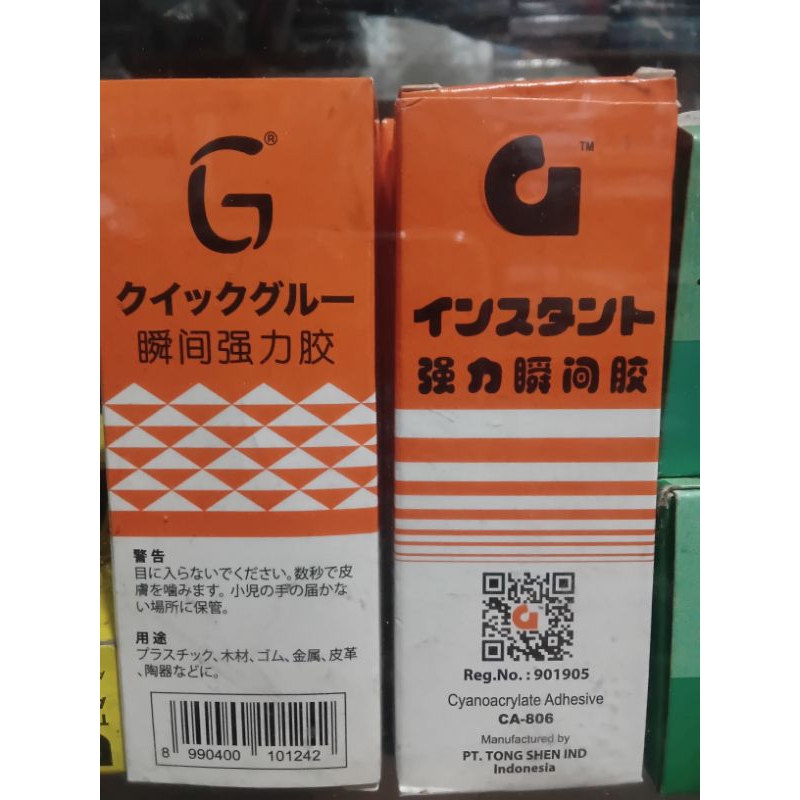 G®
クイックグルー
瞬间强力胶
警告
目に入らないでください。数秒で皮
膚を噛みます。小児の手の届かな
い場所に保管。
用途
プラスチック、木材、ゴム、金属、皮革
、陶器などに。
8 990400 101242
G™
インスタント
强力瞬间胶
Reg.No. : 901905
Cyanoacrylate Adhesive
CA-806
Manufactured by
PT. TONG SHEN IND
Indonesia